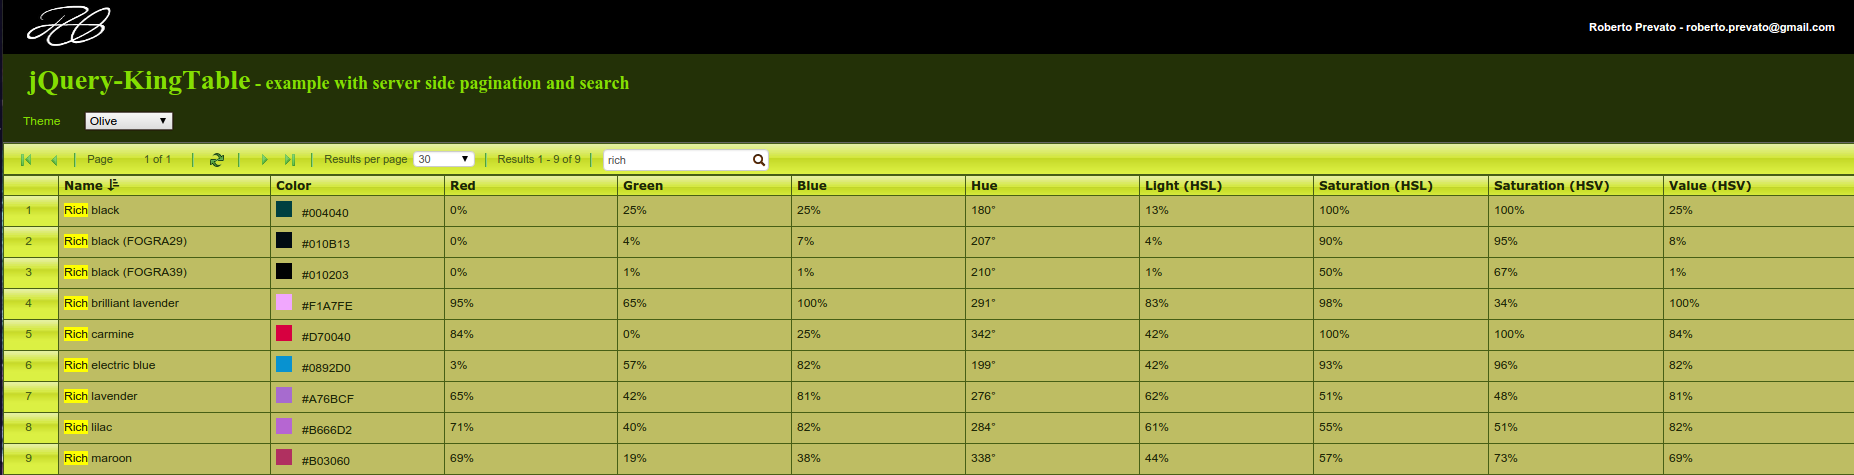 Roberto Prevato - roberto.prevato@gmail.com
jQuery-KingTable - example with server side pagination and search
Theme Olive
Page 1 of 1 Results per page 30 Results 1 - 9 of 9 rich
Name Color Red Green Blue Hue Light (HSL) Saturation (HSL) Saturation (HSV) Value (HSV)
1 Rich black #004040 0% 25% 25% 180° 13% 100% 100% 25%
2 Rich black (FOGRA29) #010B13 0% 4% 7% 207° 4% 90% 95% 8%
3 Rich black (FOGRA39) #010203 0% 1% 1% 210° 1% 50% 67% 1%
4 Rich brilliant lavender #F1A7FE 95% 65% 100% 291° 83% 98% 34% 100%
5 Rich carmine #D70040 84% 0% 25% 342° 42% 100% 100% 84%
6 Rich electric blue #0892D0 3% 57% 82% 199° 42% 93% 96% 82%
7 Rich lavender #A76BCF 65% 42% 81% 276° 62% 51% 48% 81%
8 Rich lilac #B666D2 71% 40% 82% 284° 61% 55% 51% 82%
9 Rich maroon #B03060 69% 19% 38% 338° 44% 57% 73% 69%